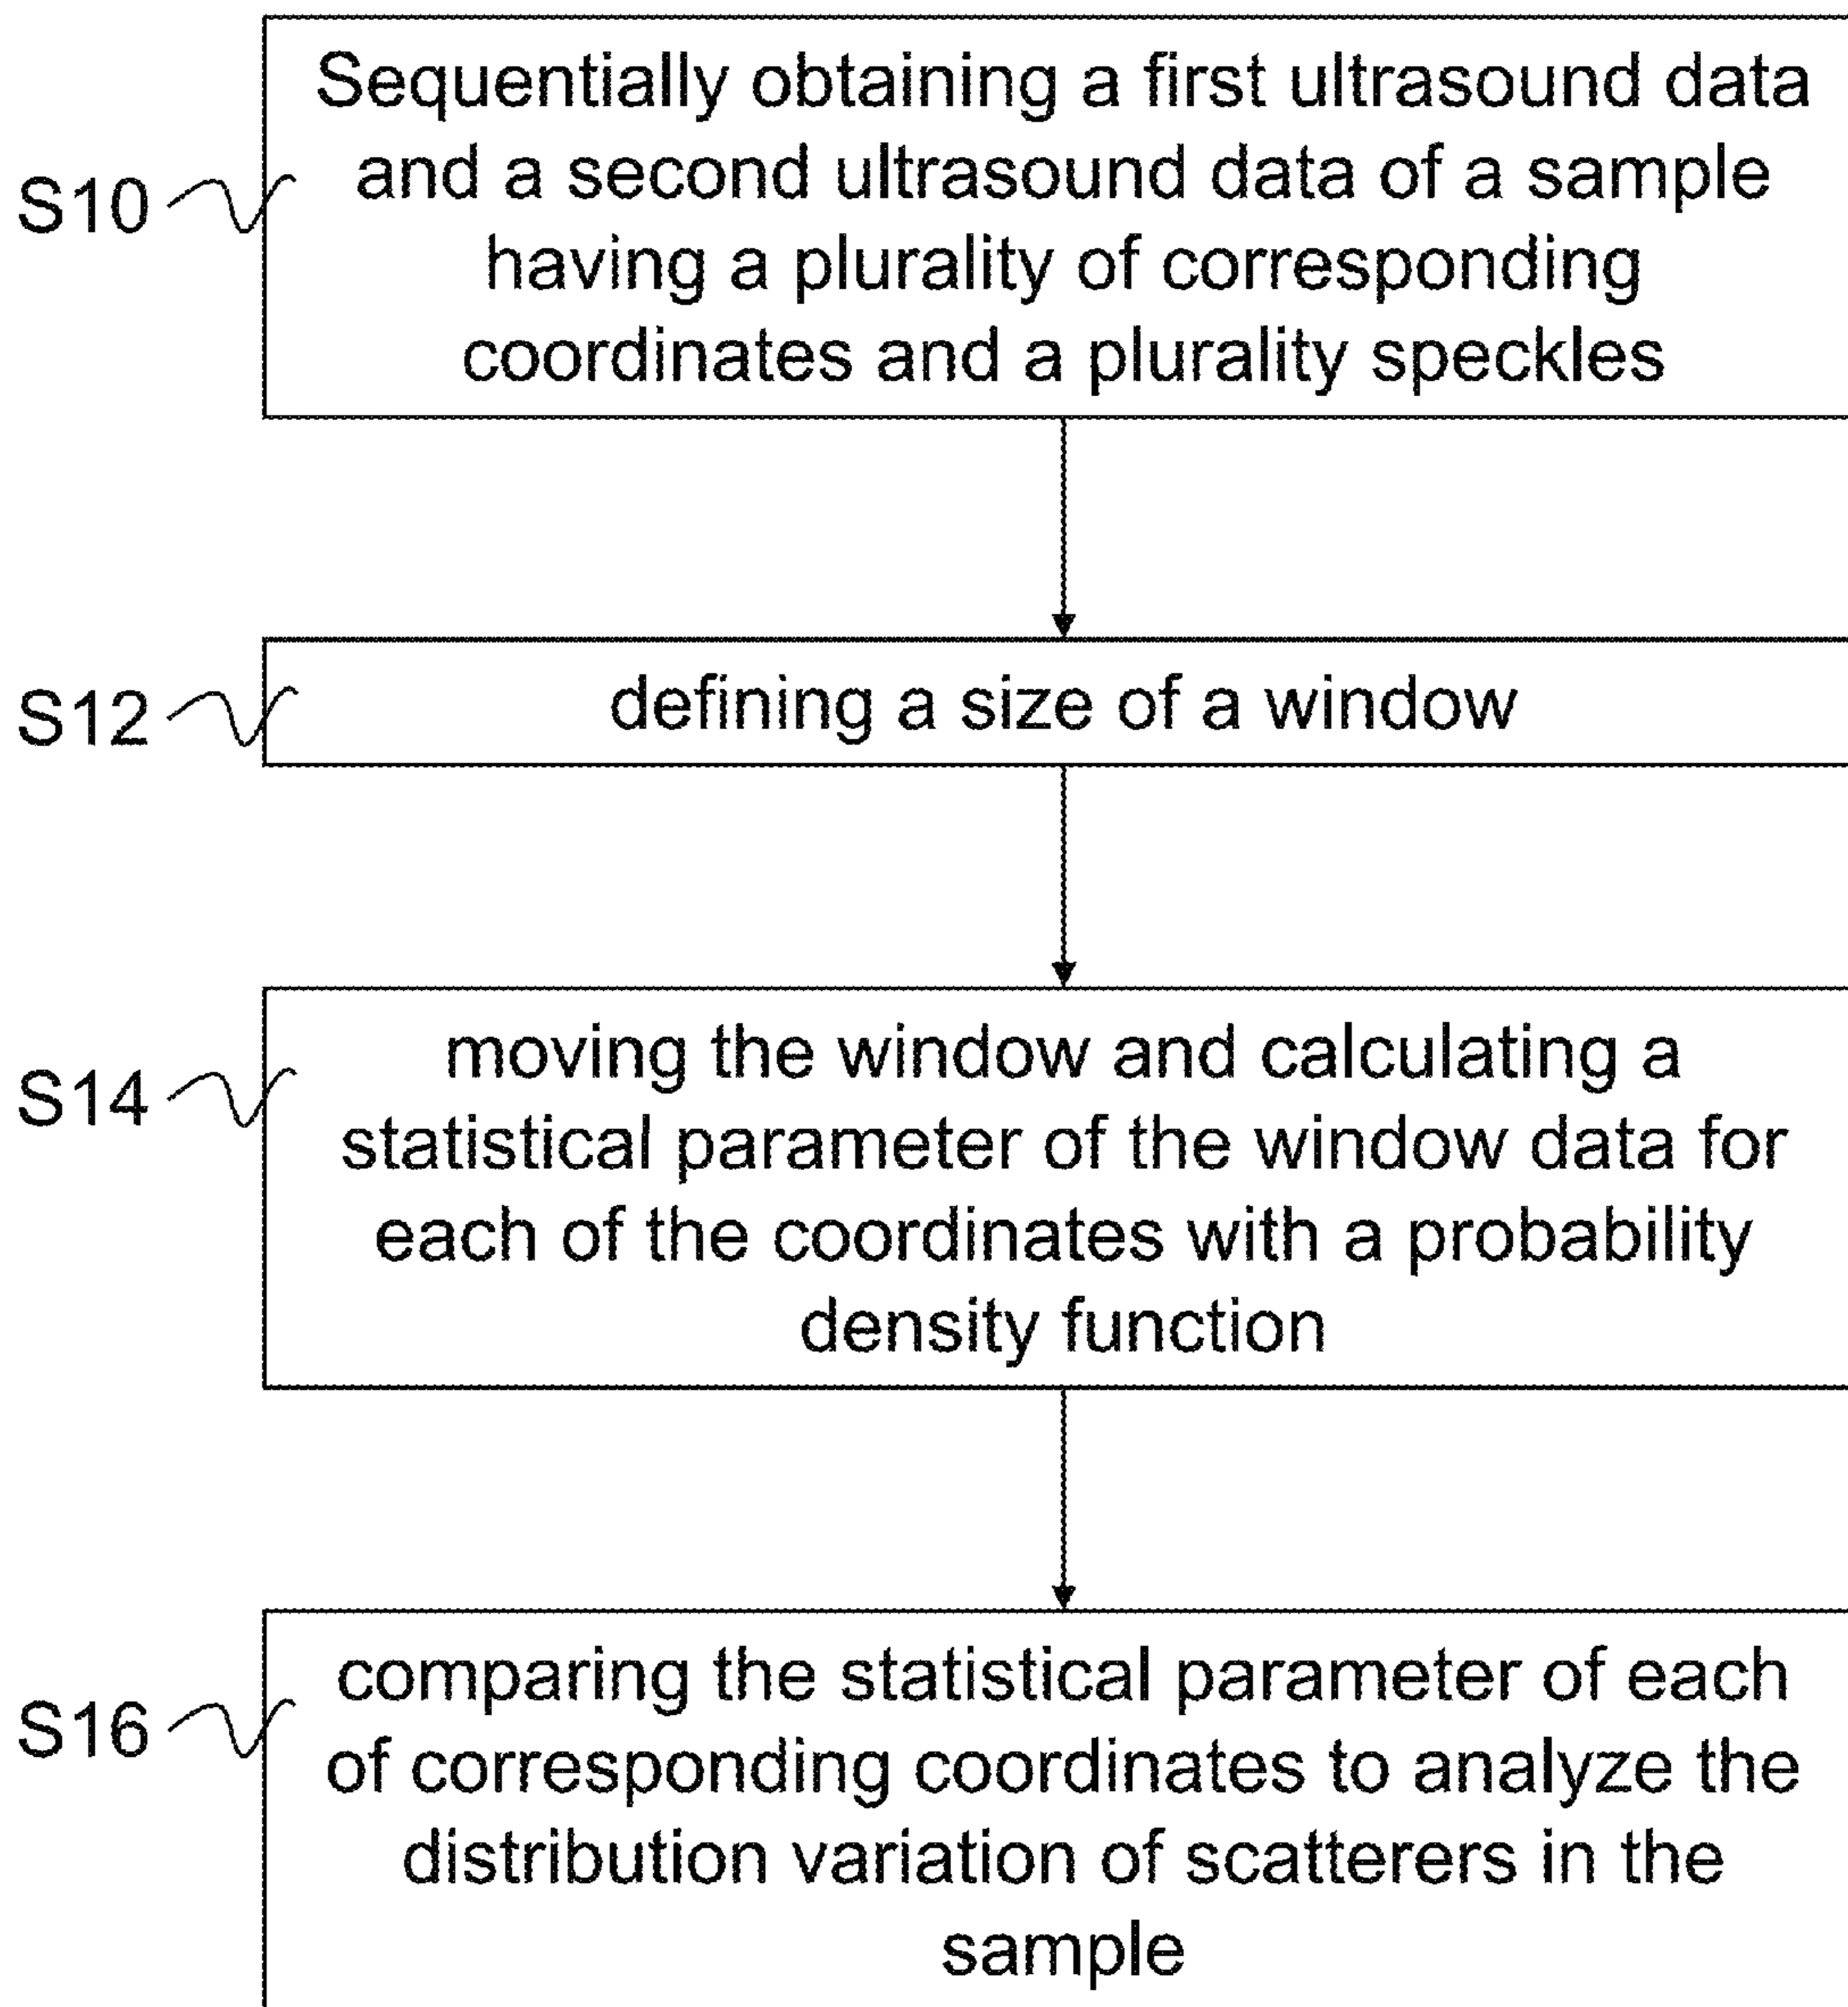 Sequentially obtaining a first ultrasound data
and a second ultrasound data of a sample
S10
having a plurality of corresponding
coordinates and a plurality speckles
S12
defining a size of a window
moving the window and calculating a
S14
statistical parameter of the window data for
each of the coordinates with a probability
density function
comparing the statistical parameter of each
S16
of corresponding coordinates to analyze the
distribution variation of scatterers in the
sample